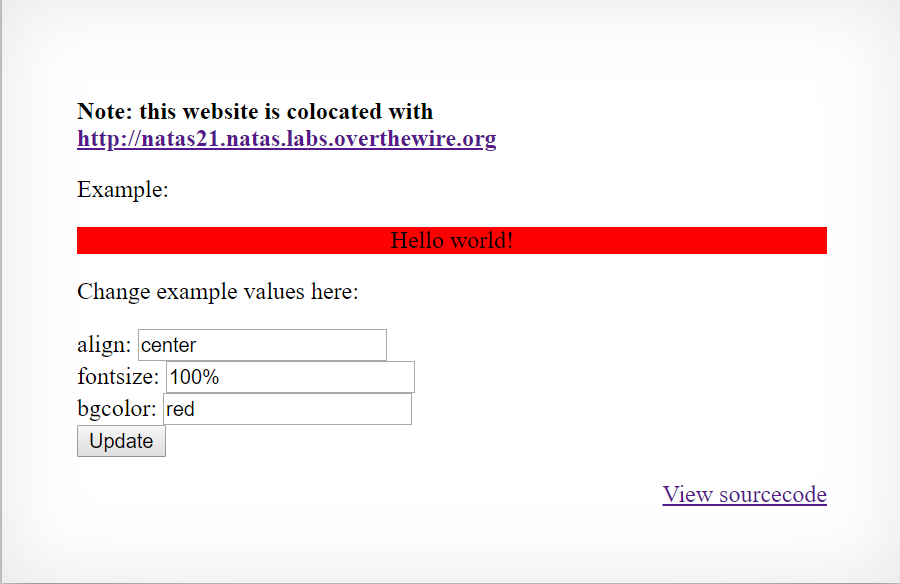 Note: this website is colocated with
http://natas21.natas.labs.overthewire.org
Example:
Hello world!
Change example values here:
align: center
fontsize: 100%
bgcolor: red
Update
View sourcecode